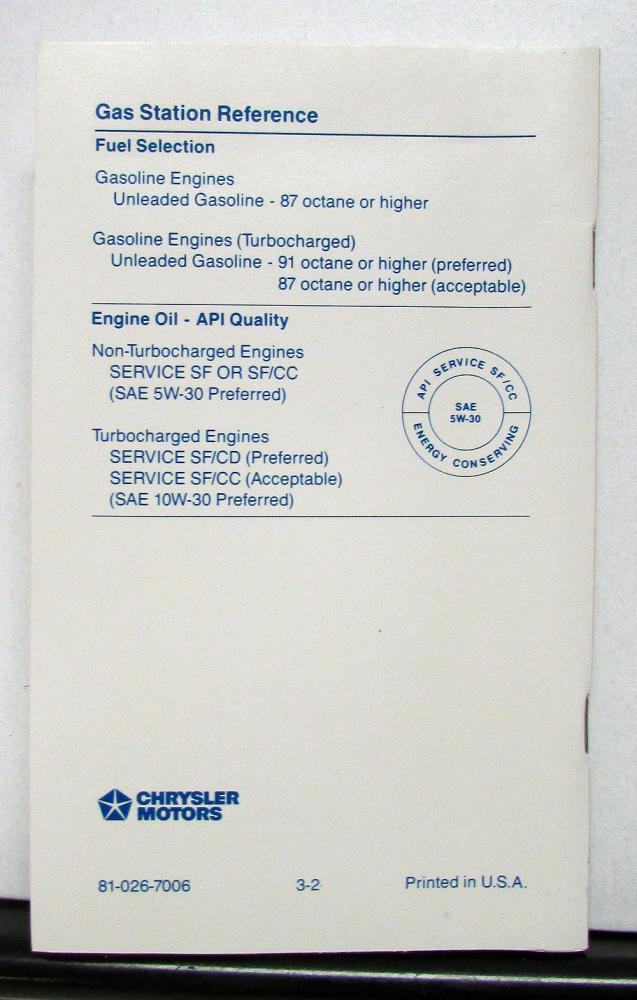 Gas Station Reference
Fuel Selection
Gasoline Engines
Unleaded Gasoline - 87 octane or higher
Gasoline Engines (Turbocharged)
Unleaded Gasoline - 91 octane or higher (preferred)
87 octane or higher (acceptable)
Engine Oil - API Quality
Non-Turbocharged Engines
SERVICE SF OR SF/CC
(SAE 5W-30 Preferred)
Turbocharged Engines
SERVICE SF/CD (Preferred)
SERVICE SF/CC (Acceptable)
(SAE 10W-30 Preferred)
API SERVICE SF/CC
SAE
5W-30
ENERGY CONSERVING
CHRYSLER
MOTORS
81-026-7006 3-2 Printed in U.S.A.